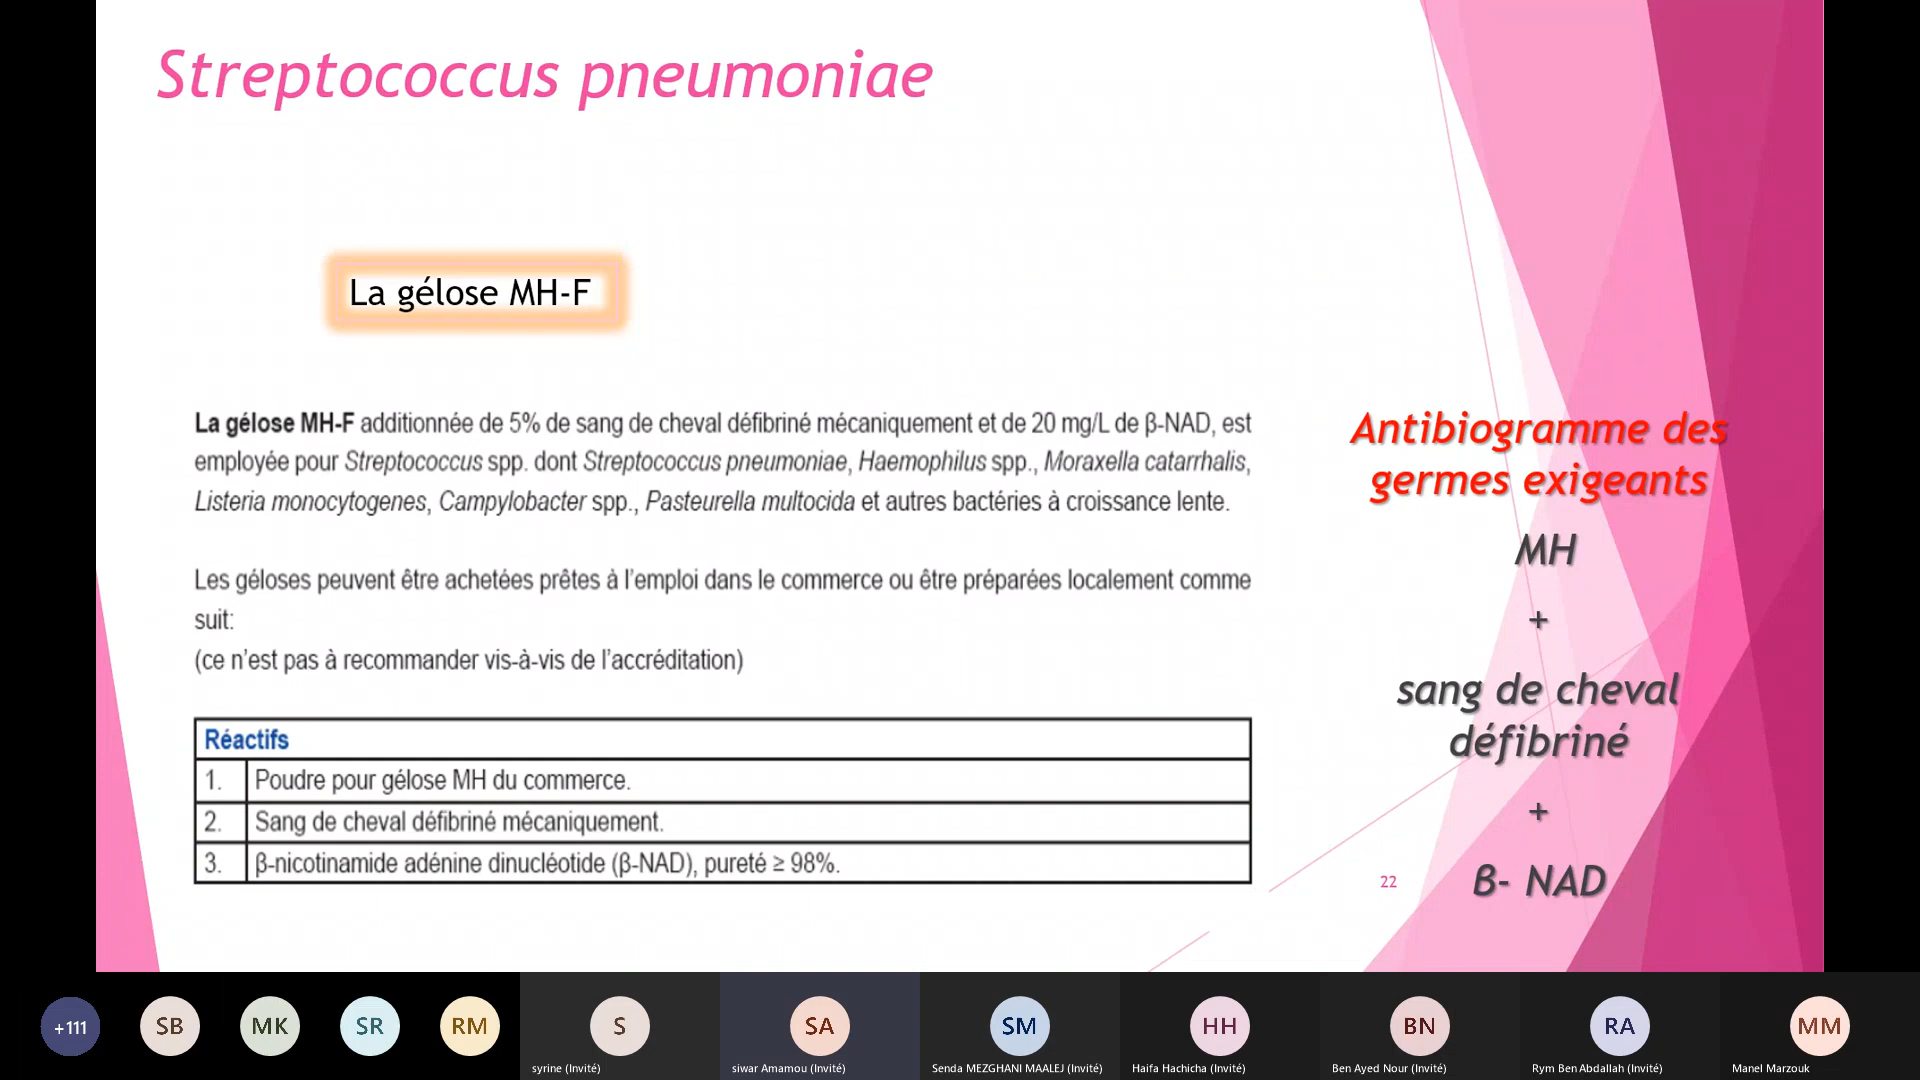 Streptococcus pneumoniae
La gélose MH-F
La gélose MH-F additionnée de 5% de sang de cheval défibriné mécaniquement et de 20 mg/L de β-NAD, est
employée pour Streptococcus spp. dont Streptococcus pneumoniae, Haemophilus spp., Moraxella catarrhalis,
Listeria monocytogenes, Campylobacter spp., Pasteurella multocida et autres bactéries à croissance lente.
Les géloses peuvent être achetées prêtes à l'emploi dans le commerce ou être préparées localement comme
suit:
(ce n'est pas à recommander vis-à-vis de l'accréditation)
Réactifs
1. Poudre pour gélose MH du commerce.
2. Sang de cheval défibriné mécaniquement.
3. β-nicotinamide adénine dinucléotide (β-NAD), pureté ≥ 98%.
Antibiogramme des
germes exigeants
MH
+
sang de cheval
défibriné
+
β- NAD
22
+111
SB
MK
SR
RM
S
SA
SM
HH
BN
RA
MM
syrine (Invité)
siwar Amamou (Invité)
Senda MEZGHANI MAALEJ (Invité)
Haifa Hachicha (Invité)
Ben Ayed Nour (Invité)
Rym Ben Abdallah (Invité)
Manel Marzouk